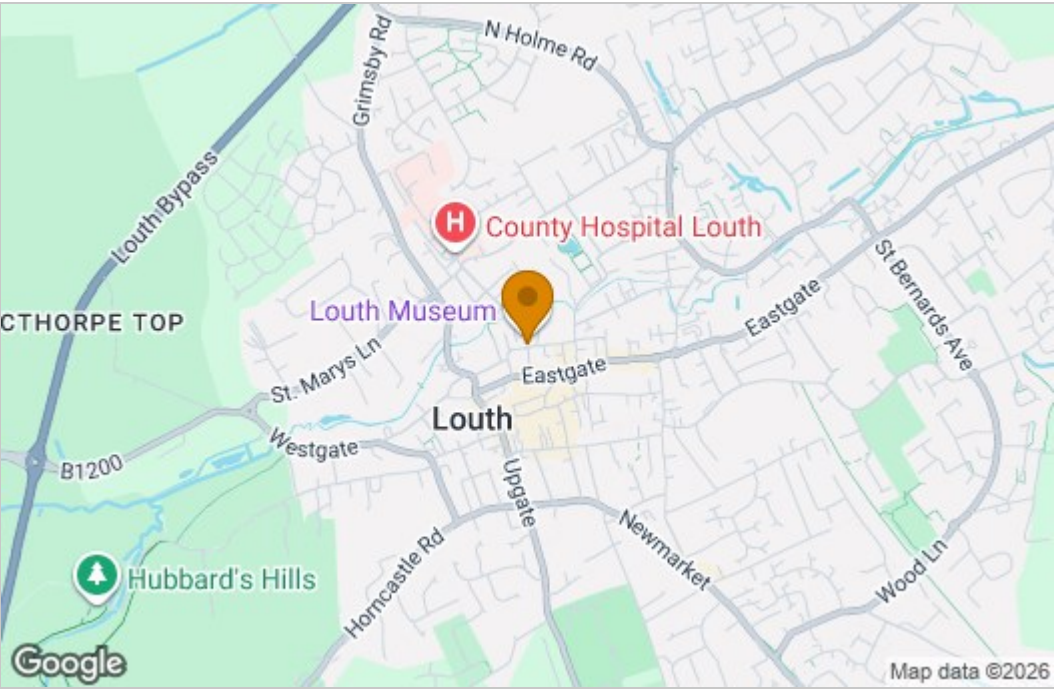 N Holme Rd
Grimsby Rd
Louth Bypass
County Hospital Louth
St Bernards Ave
Louth Museum
Eastgate
CTHORPE TOP
St. Marys Ln
Eastgate
Louth
Westgate
B1200
Upgate
Newmarket
Horncastle Rd
Wood Ln
Hubbard's Hills
Google
Map data ©2026